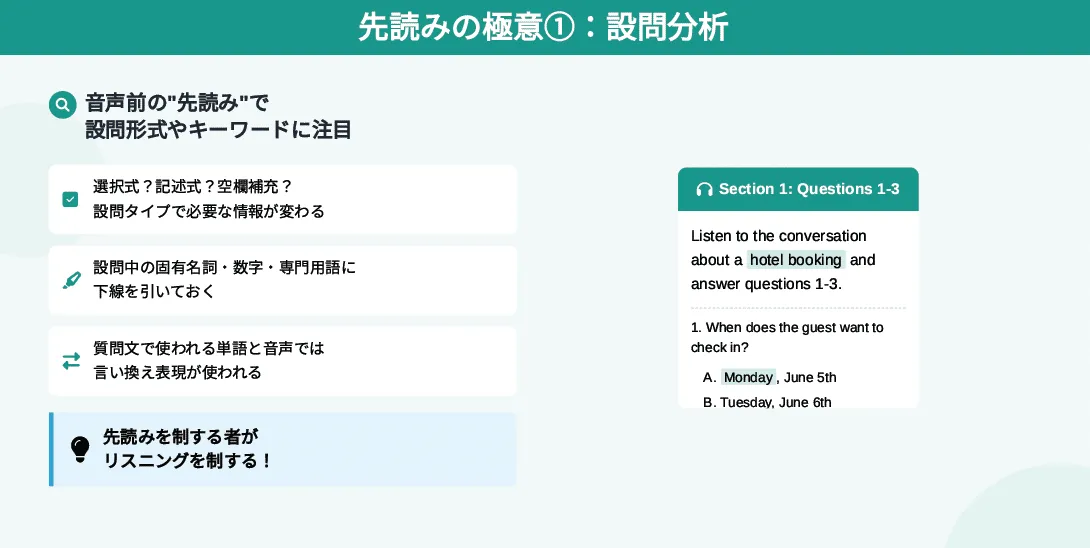 先読みの極意①：設問分析
音声前の"先読み"で
設問形式やキーワードに注目
選択式？記述式？空欄補充？
設問タイプで必要な情報が変わる
設問中の固有名詞・数字・専門用語に
下線を引いておく
質問文で使われる単語と音声では
言い換え表現が使われる
先読みを制する者が
リスニングを制する！
Section 1: Questions 1-3
Listen to the conversation
about a hotel booking and
answer questions 1-3.
1. When does the guest want to
check in?
A. Monday, June 5th
B. Tuesday, June 6th